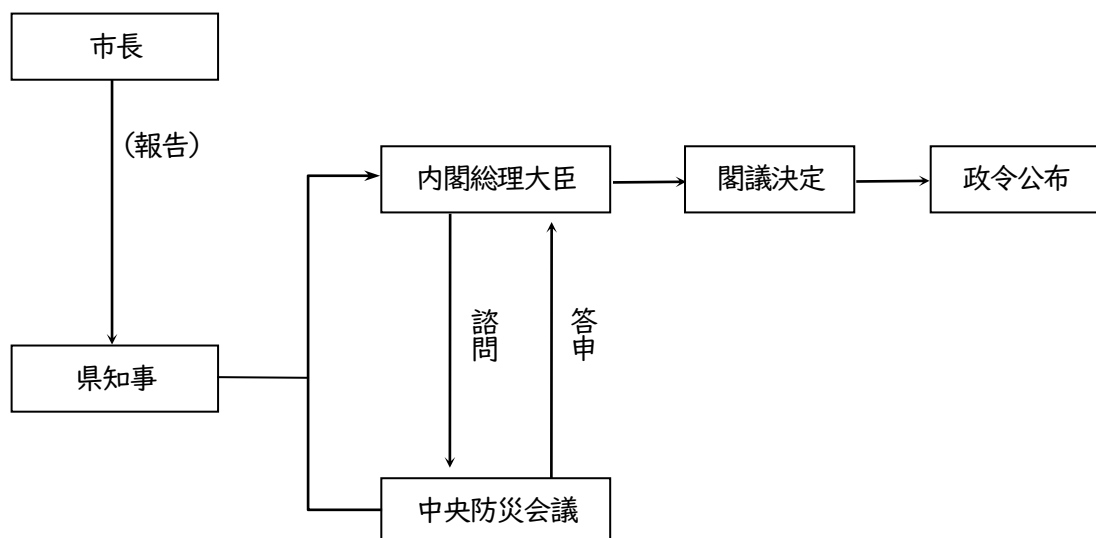 市長
(報告)
内閣総理大臣
閣議決定
政令公布
諮問
答申
県知事
中央防災会議